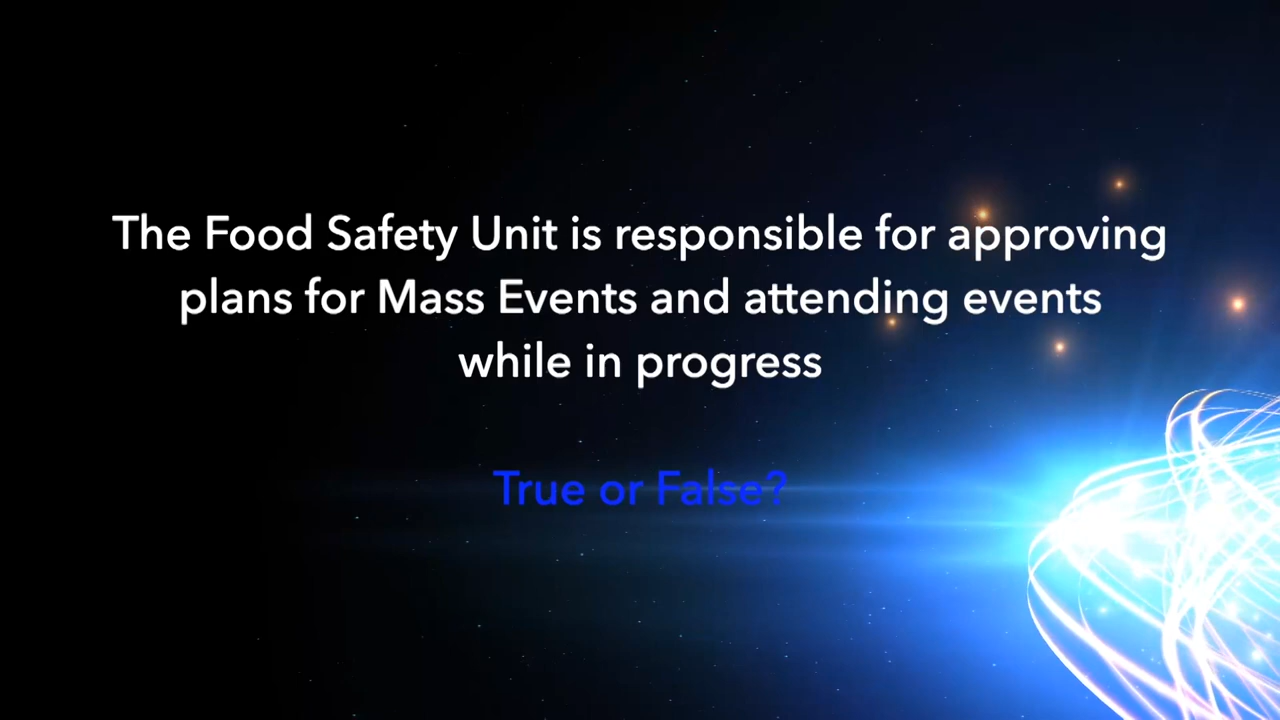 The Food Safety Unit is responsible for approving
plans for Mass Events and attending events
while in progress
True or False?